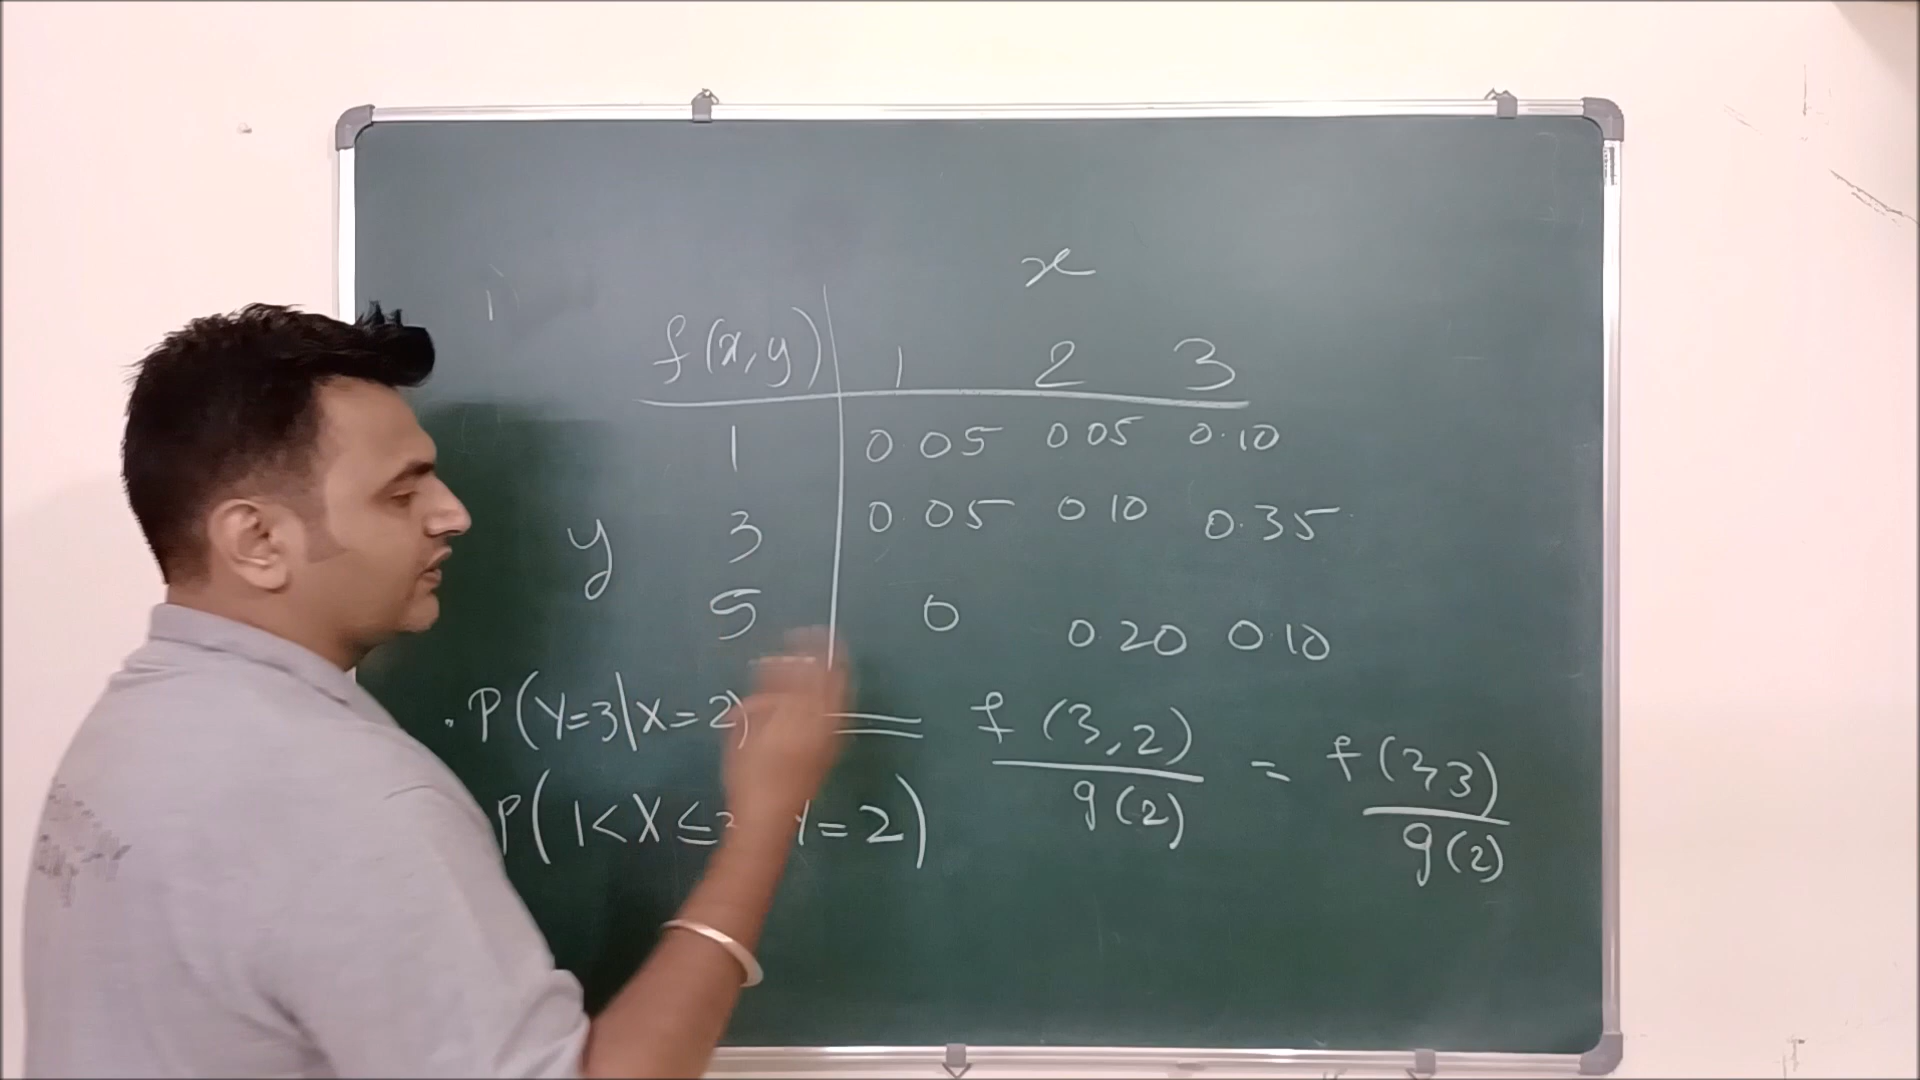 x
f(x,y) 1 2 3
1 0.05 0.05 0.10
y 3 0.05 0.10 0.35
5 0 0.20 0.10
P(Y=3|X=2) = f(3,2)/g(2) = f(2,3)/g(2)
P(1<X≤ Y=2)